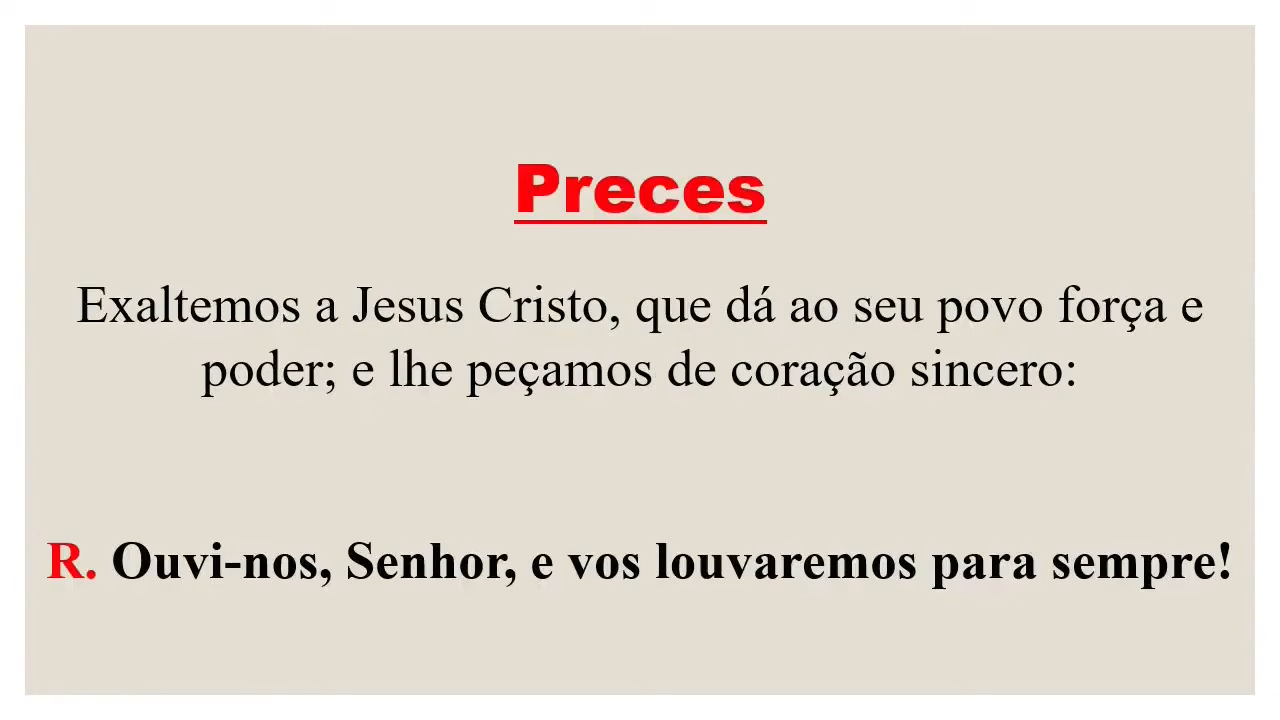 Preces
Exaltemos a Jesus Cristo, que dá ao seu povo força e
poder; e lhe peçamos de coração sincero:
R. Ouvi-nos, Senhor, e vos louvaremos para sempre!